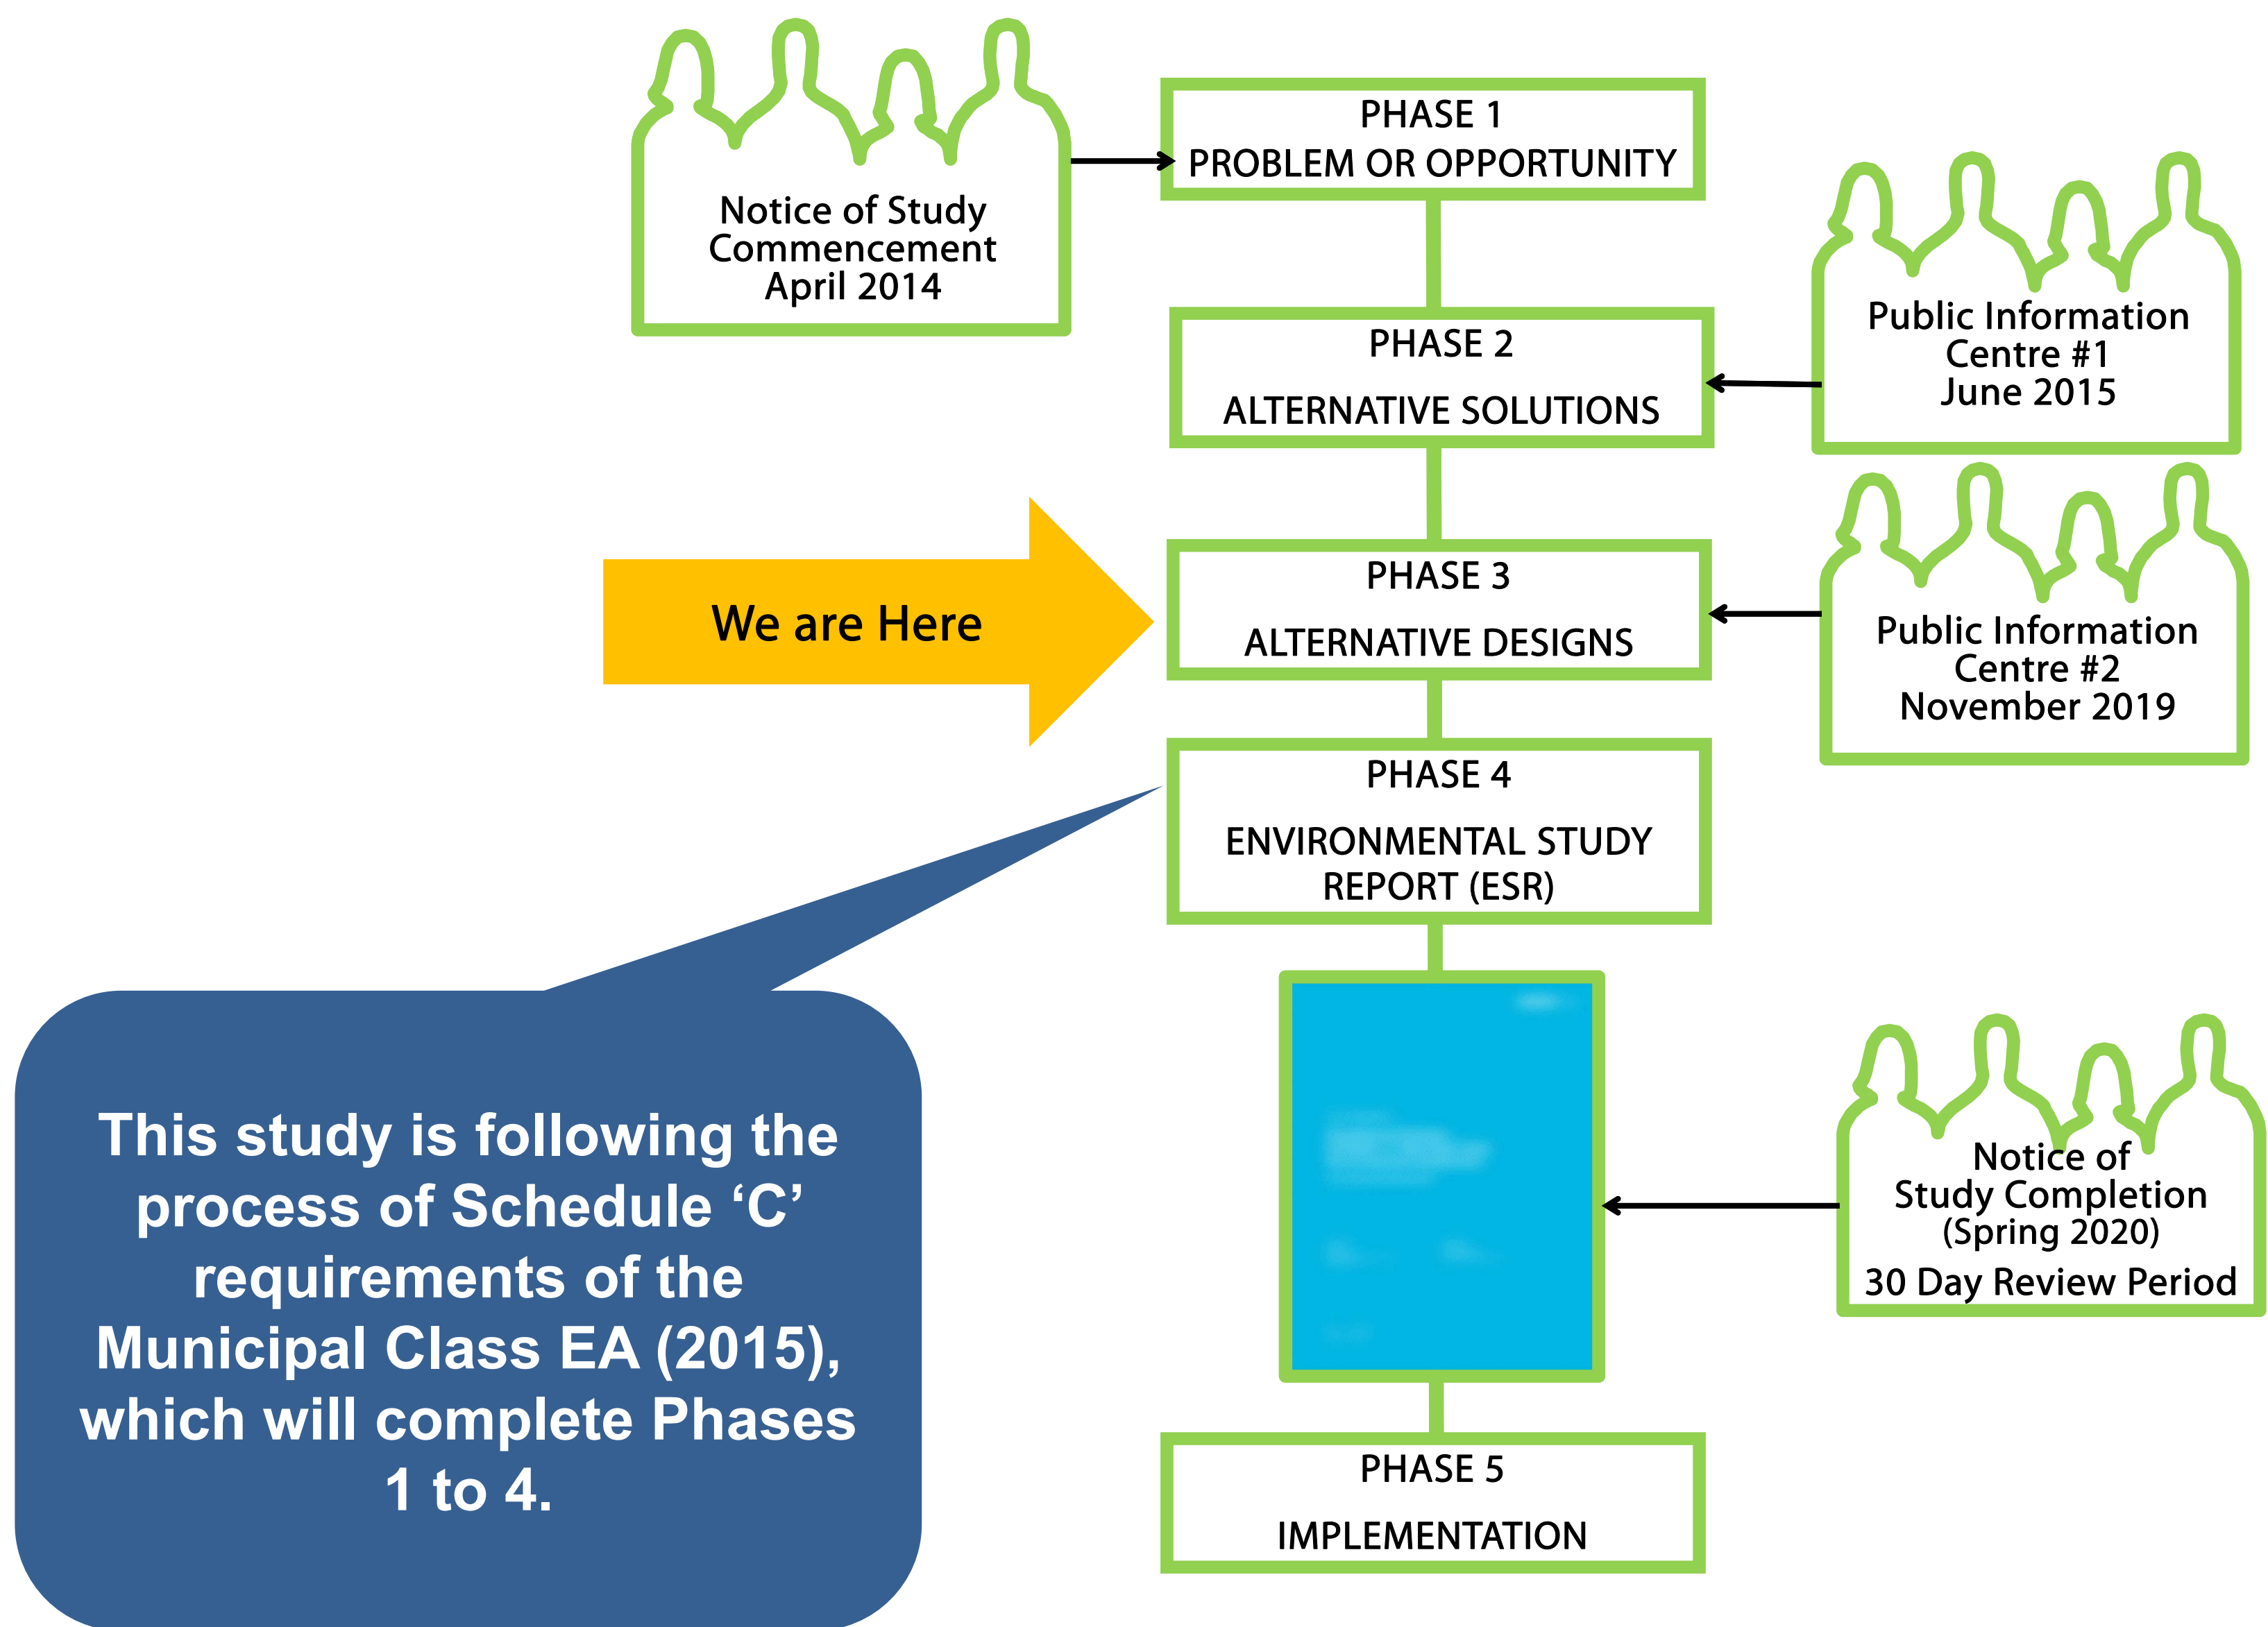 PHASE 1
PROBLEM OR OPPORTUNITY
Notice of Study
Commencement
April 2014
PHASE 2
ALTERNATIVE SOLUTIONS
Public Information
Centre #1
June 2015
We are Here
PHASE 3
ALTERNATIVE DESIGNS
Public Information
Centre #2
November 2019
PHASE 4
ENVIRONMENTAL STUDY
REPORT (ESR)
This study is following the
process of Schedule ‘C’
requirements of the
Municipal Class EA (2015),
which will complete Phases
1 to 4.
Notice of
Study Completion
(Spring 2020)
30 Day Review Period
PHASE 5
IMPLEMENTATION